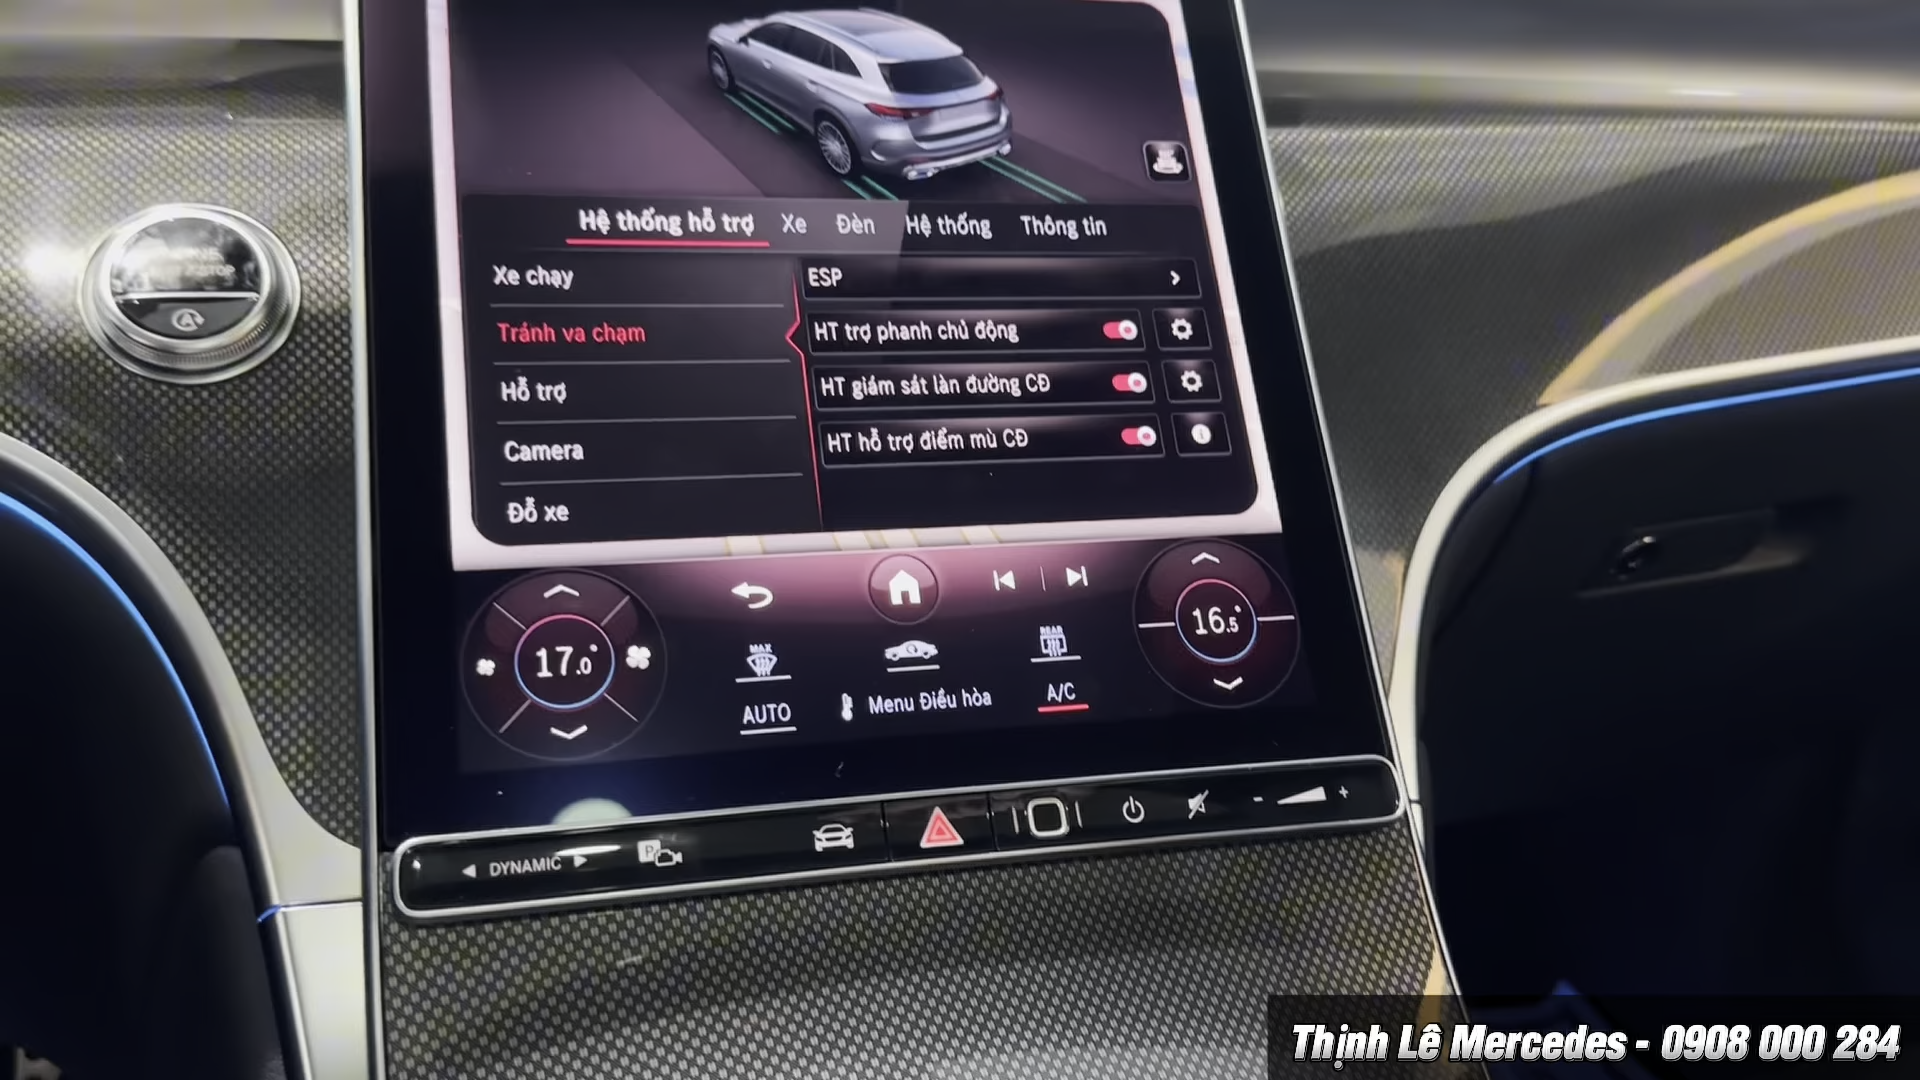 Hệ thống hỗ trợ Xe Đèn Hệ thống Thông tin
Xe chạy
Tránh va chạm
Hỗ trợ
Camera
Đỗ xe
ESP
HT trợ phanh chủ động
HT giám sát làn đường CĐ
HT hỗ trợ điểm mù CĐ
17.0°
16.5°
MAX
REAR
AUTO
Menu Điều hòa
A/C
DYNAMIC
P
Thịnh Lê Mercedes - 0908 000 284